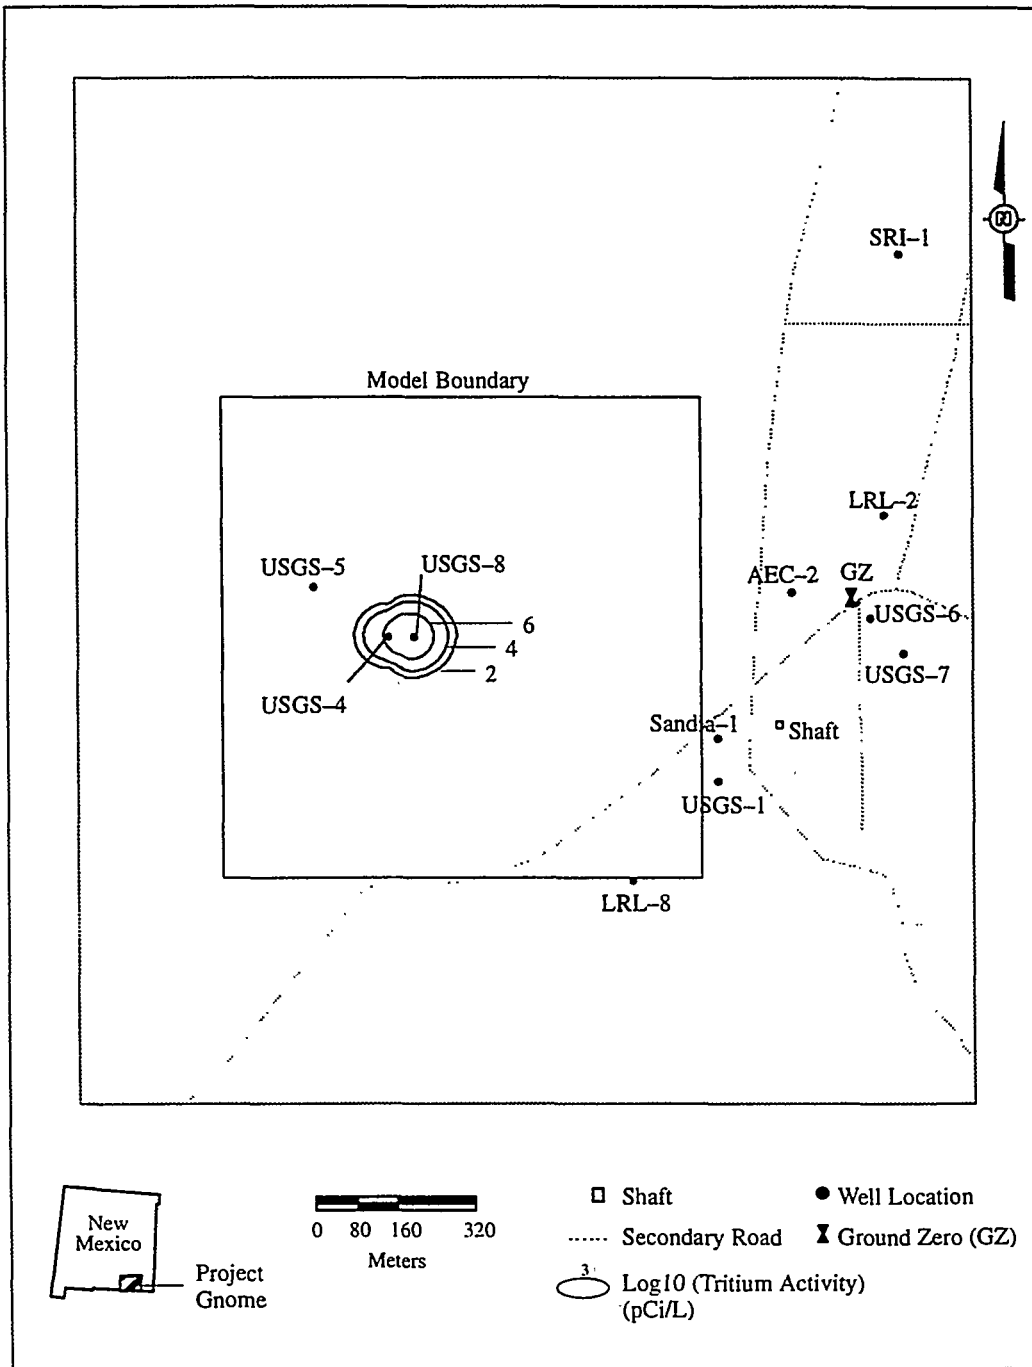 SRI–1
N
Model Boundary
LRL–2
USGS–5
USGS–8
AEC–2
GZ
6
USGS–6
4
2
USGS–7
USGS–4
Sandia–1
Shaft
USGS–1
LRL–8
New
Mexico
Project
Gnome
0 80 160 320
Meters
Shaft
Well Location
Secondary Road
Ground Zero (GZ)
3
Log10 (Tritium Activity)
(pCi/L)